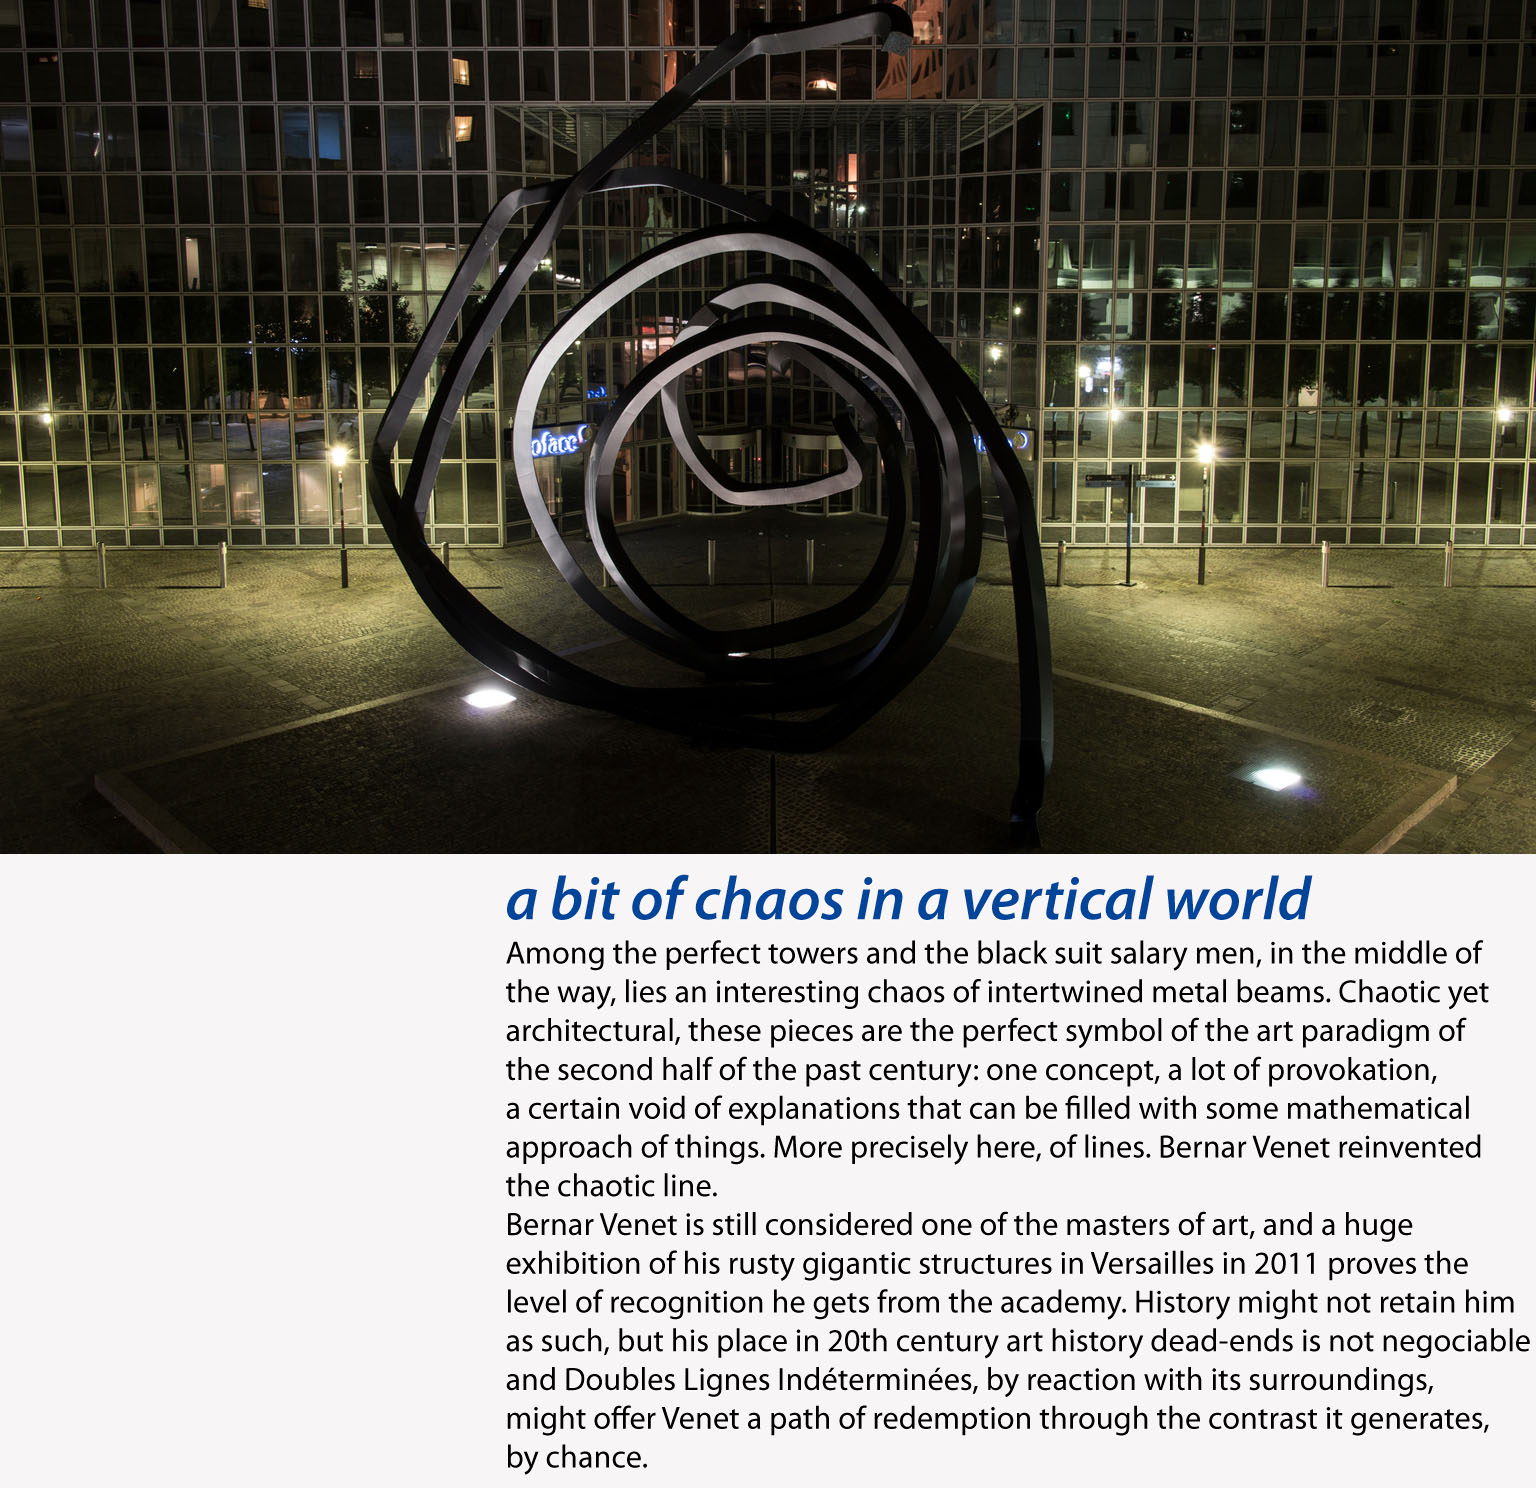 oface
a bit of chaos in a vertical world
Among the perfect towers and the black suit salary men, in the middle of
the way, lies an interesting chaos of intertwined metal beams. Chaotic yet
architectural, these pieces are the perfect symbol of the art paradigm of
the second half of the past century: one concept, a lot of provokation,
a certain void of explanations that can be filled with some mathematical
approach of things. More precisely here, of lines. Bernar Venet reinvented
the chaotic line.
Bernar Venet is still considered one of the masters of art, and a huge
exhibition of his rusty gigantic structures in Versailles in 2011 proves the
level of recognition he gets from the academy. History might not retain him
as such, but his place in 20th century art history dead-ends is not negociable
and Doubles Lignes Indéterminées, by reaction with its surroundings,
might offer Venet a path of redemption through the contrast it generates,
by chance.